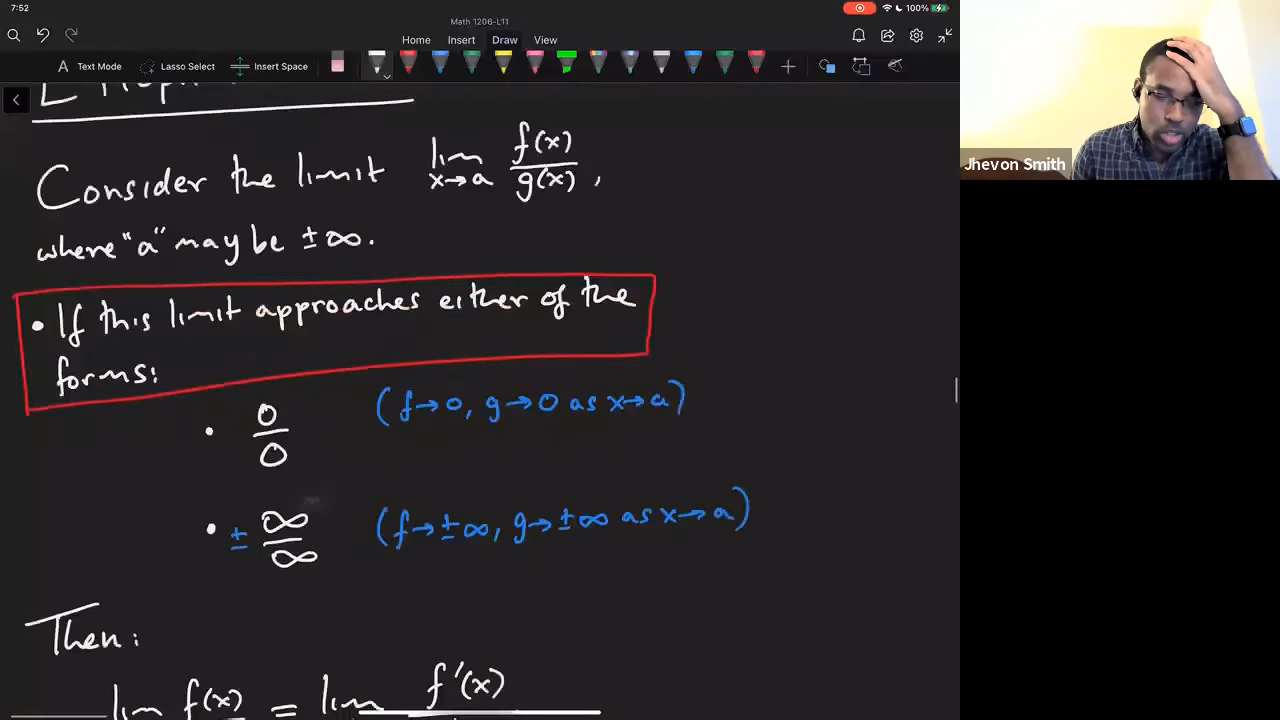 7:52
100%
Math 1206-L11
Home Insert Draw View
Text Mode Lasso Select Insert Space
Consider the limit lim x→a f(x)/g(x),
where "a" may be ±∞.
• If this limit approaches either of the
forms:
• 0/0 (f→0, g→0 as x→a)
• ± ∞/∞ (f→±∞, g→±∞ as x→a)
Then:
lim f(x) = lim f'(x)
Jhevon Smith